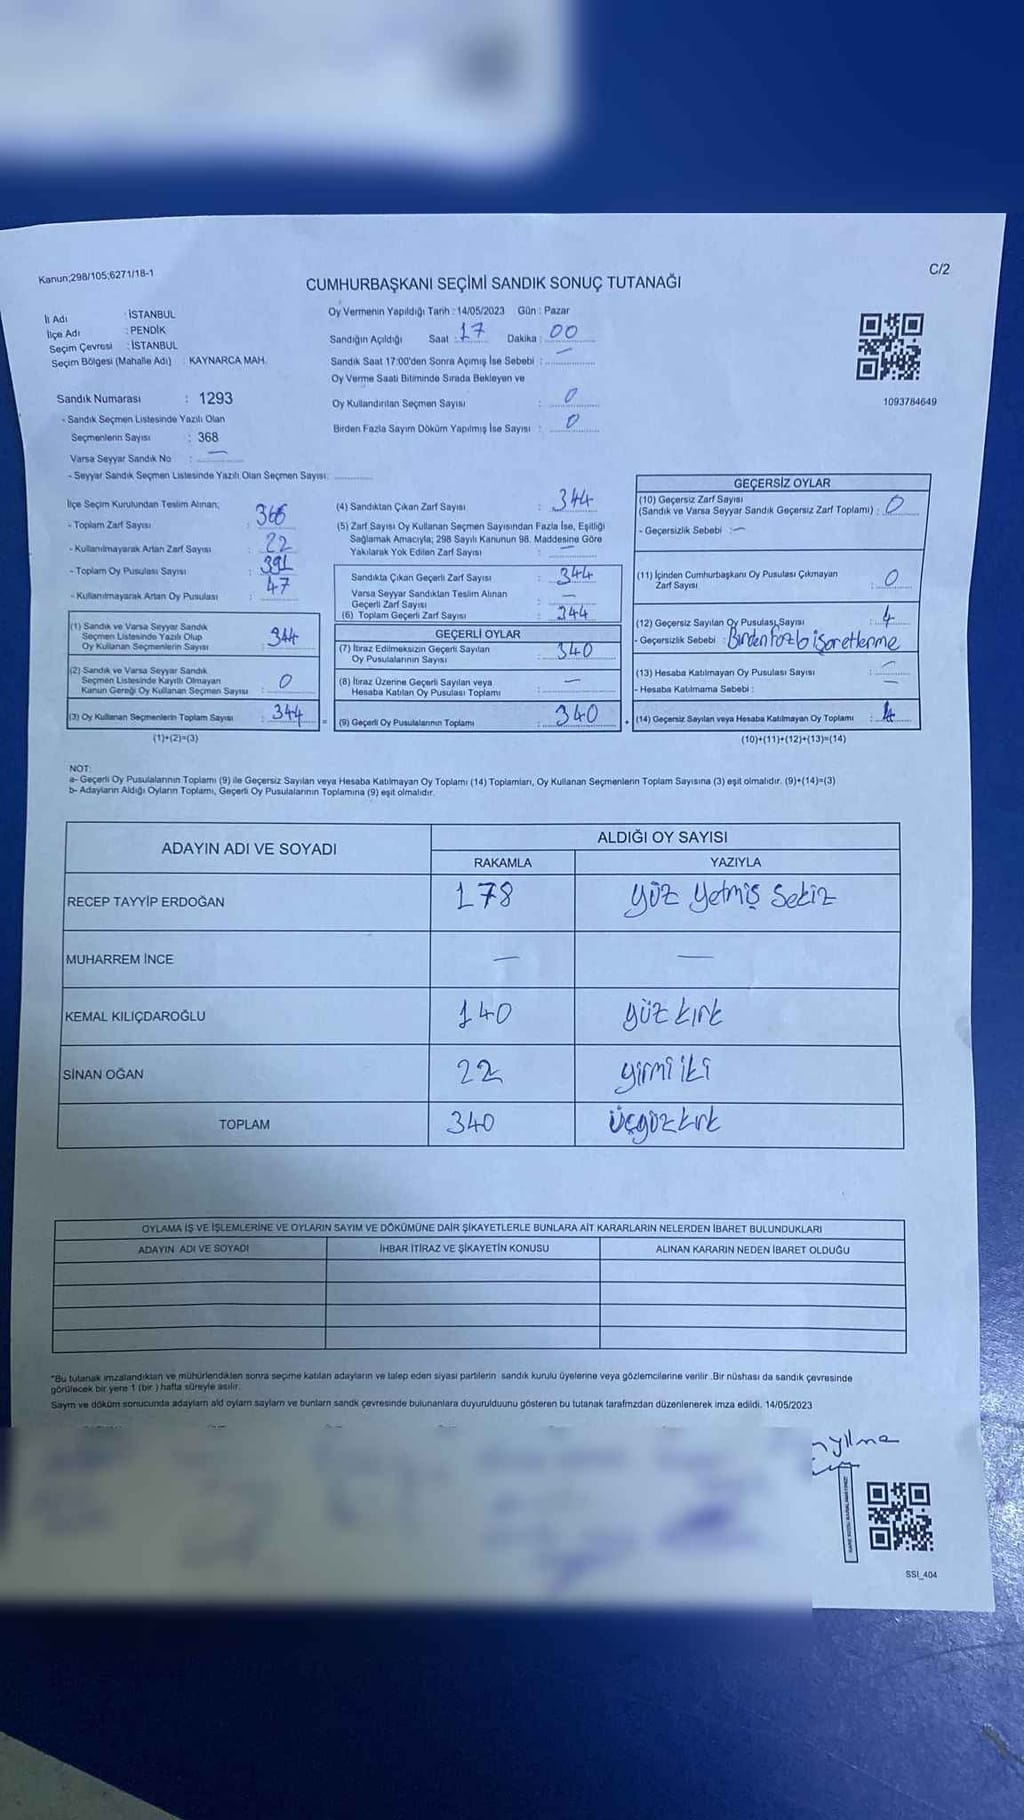 Kanun;298/105;6271/18-1
C/2
CUMHURBAŞKANI SEÇİMİ SANDIK SONUÇ TUTANAĞI
İl Adı : İSTANBUL
İlçe Adı : PENDİK
Seçim Çevresi : İSTANBUL
Seçim Bölgesi (Mahalle Adı) : KAYNARCA MAH.
Sandık Numarası : 1293
- Sandık Seçmen Listesinde Yazılı Olan
Seçmenlerin Sayısı : 368
Varsa Seyyar Sandık No : —
- Seyyar Sandık Seçmen Listesinde Yazılı Olan Seçmen Sayısı:
Oy Vermenin Yapıldığı Tarih : 14/05/2023 Gün : Pazar
Sandığın Açıldığı Saat : 17 Dakika : 00
Sandık Saat 17:00'den Sonra Açımış İse Sebebi : —
Oy Verme Saati Bitiminde Sırada Bekleyen ve
Oy Kullandırılan Seçmen Sayısı : 0
Birden Fazla Sayım Döküm Yapılmış İse Sayısı : 0
1093784649
İlçe Seçim Kurulundan Teslim Alınan;
- Toplam Zarf Sayısı : 366
- Kullanılmayarak Artan Zarf Sayısı : 22
- Toplam Oy Pusulası Sayısı : 391
- Kullanılmayarak Artan Oy Pusulası : 47
(1) Sandık ve Varsa Seyyar Sandık
Seçmen Listesinde Yazılı Olup
Oy Kullanan Seçmenlerin Sayısı : 344
(2) Sandık ve Varsa Seyyar Sandık
Seçmen Listesinde Kayıtlı Olmayan
Kanun Gereği Oy Kullanan Seçmen Sayısı : 0
(3) Oy Kullanan Seçmenlerin Toplam Sayısı : 344 =
(1)+(2)=(3)
(4) Sandıktan Çıkan Zarf Sayısı : 344
(5) Zarf Sayısı Oy Kullanan Seçmen Sayısından Fazla İse, Eşitliği
Sağlamak Amacıyla; 298 Sayılı Kanunun 98. Maddesine Göre
Yakılarak Yok Edilen Zarf Sayısı : —
Sandıkta Çıkan Geçerli Zarf Sayısı : 344
Varsa Seyyar Sandıktan Teslim Alınan
Geçerli Zarf Sayısı : —
(6) Toplam Geçerli Zarf Sayısı : 344
GEÇERLİ OYLAR
(7) İtiraz Edilmeksizin Geçerli Sayılan
Oy Pusulalarının Sayısı : 340
(8) İtiraz Üzerine Geçerli Sayılan veya
Hesaba Katılan Oy Pusulası Toplamı : —
(9) Geçerli Oy Pusulalarının Toplamı : 340 +
GEÇERSİZ OYLAR
(10) Geçersiz Zarf Sayısı
(Sandık ve Varsa Seyyar Sandık Geçersiz Zarf Toplamı) : 0
- Geçersizlik Sebebi : —
(11) İçinden Cumhurbaşkanı Oy Pusulası Çıkmayan
Zarf Sayısı : 0
(12) Geçersiz Sayılan Oy Pusulası Sayısı : 4
- Geçersizlik Sebebi : Birden fazla işaretlenme
(13) Hesaba Katılmayan Oy Pusulası Sayısı : —
- Hesaba Katılmama Sebebi : —
(14) Geçersiz Sayılan veya Hesaba Katılmayan Oy Toplamı : 4
(10)+(11)+(12)+(13)=(14)
NOT:
a- Geçerli Oy Pusulalarının Toplamı (9) ile Geçersiz Sayılan veya Hesaba Katılmayan Oy Toplamı (14) Toplamları, Oy Kullanan Seçmenlerin Toplam Sayısına (3) eşit olmalıdır. (9)+(14)=(3)
b- Adayların Aldığı Oyların Toplamı, Geçerli Oy Pusulalarının Toplamına (9) eşit olmalıdır.
ADAYIN ADI VE SOYADI ALDIĞI OY SAYISI
RAKAMLA YAZIYLA
RECEP TAYYİP ERDOĞAN 178 yüz yetmiş sekiz
MUHARREM İNCE — —
KEMAL KILIÇDAROĞLU 140 yüz kırk
SİNAN OĞAN 22 yirmi iki
TOPLAM 340 üçyüz kırk
OYLAMA İŞ VE İŞLEMLERİNE VE OYLARIN SAYIM VE DÖKÜMÜNE DAİR ŞİKAYETLERLE BUNLARA AİT KARARLARIN NELERDEN İBARET BULUNDUKLARI
ADAYIN ADI VE SOYADI İHBAR İTİRAZ VE ŞİKAYETİN KONUSU ALINAN KARARIN NEDEN İBARET OLDUĞU
*Bu tutanak imzalandıktan ve mühürlendikten sonra seçime katılan adayların ve talep eden siyasi partilerin sandık kurulu üyelerine veya gözlemcilerine verilir .Bir nüshası da sandık çevresinde
görülecek bir yere 1 (bir ) hafta süreyle asılır.
Saym ve döküm sonucunda adaylam ald oylam saylam ve bunlam sandk çevresinde bulunanlara duyurulduunu gösteren bu tutanak tarafmzdan düzenlenerek imza edildi. 14/05/2023
SSI_404